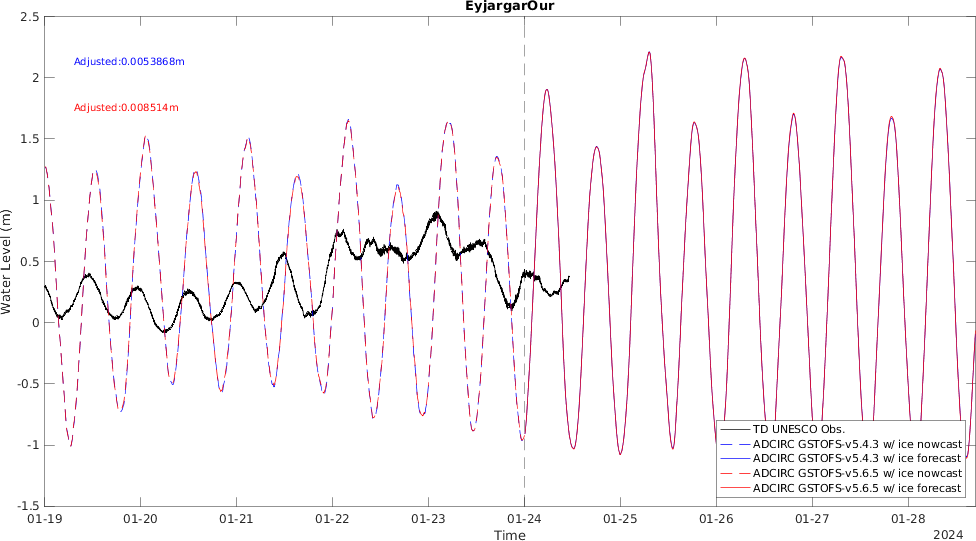 EyjargarOur
Adjusted:0.0053868m
Adjusted:0.008514m
Water Level (m)
2.5
2
1.5
1
0.5
0
-0.5
-1
-1.5
TD UNESCO Obs.
ADCIRC GSTOFS-v5.4.3 w/ ice nowcast
ADCIRC GSTOFS-v5.4.3 w/ ice forecast
ADCIRC GSTOFS-v5.6.5 w/ ice nowcast
ADCIRC GSTOFS-v5.6.5 w/ ice forecast
01-19 01-20 01-21 01-22 01-23 01-24 01-25 01-26 01-27 01-28
Time
2024